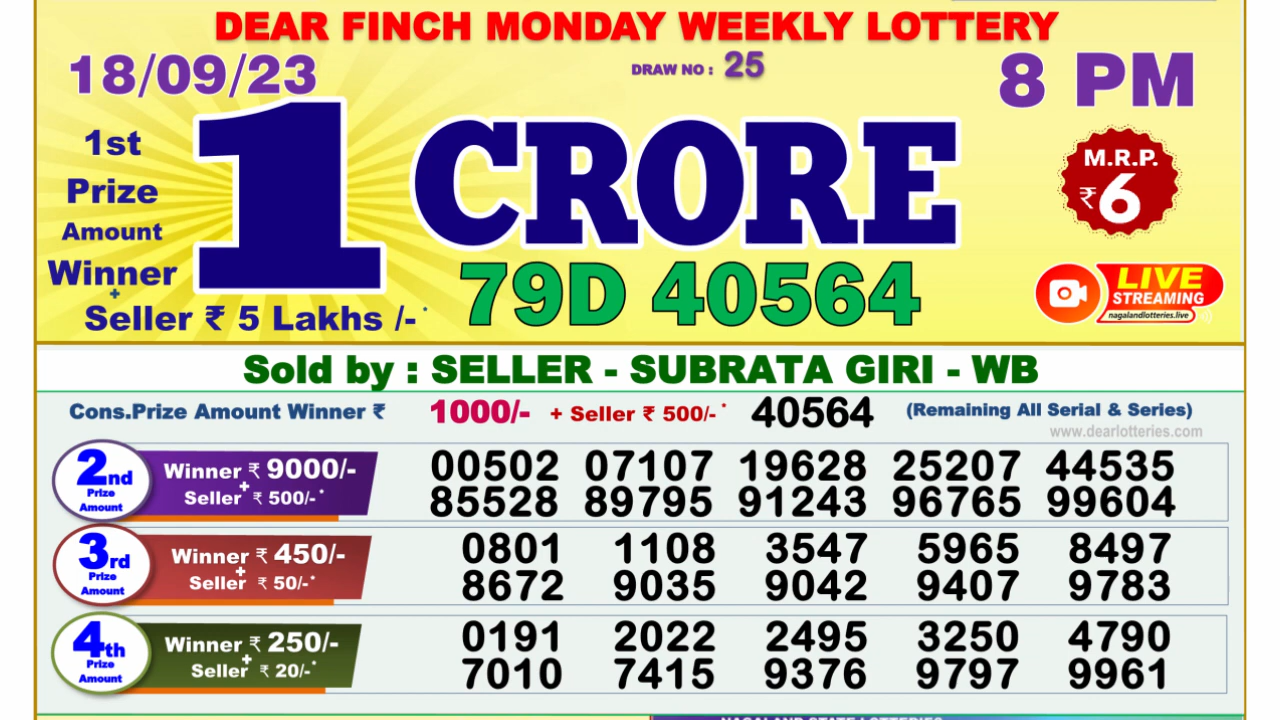 DEAR FINCH MONDAY WEEKLY LOTTERY
18/09/23
DRAW NO : 25
8 PM
1st
Prize
Amount
Winner
+
Seller ₹ 5 Lakhs /-*
1 CRORE
79D 40564
M.R.P.
₹6
LIVE
STREAMING
nagalandlotteries.live
Sold by : SELLER - SUBRATA GIRI - WB
Cons.Prize Amount Winner ₹ 1000/- + Seller ₹ 500/-* 40564 (Remaining All Serial & Series)
www.dearlotteries.com
2nd
Prize
Amount
Winner ₹ 9000/-
+
Seller ₹ 500/-*
00502 07107 19628 25207 44535
85528 89795 91243 96765 99604
3rd
Prize
Amount
Winner ₹ 450/-
+
Seller ₹ 50/-*
0801 1108 3547 5965 8497
8672 9035 9042 9407 9783
4th
Prize
Amount
Winner ₹ 250/-
+
Seller ₹ 20/-*
0191 2022 2495 3250 4790
7010 7415 9376 9797 9961
NAGALAND STATE LOTTERIES